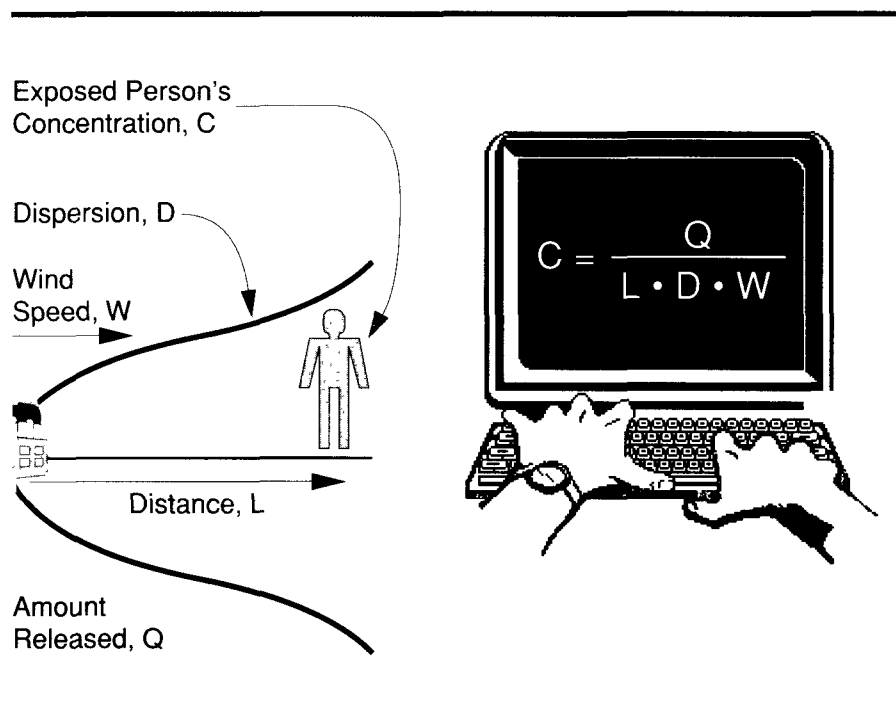 Exposed Person's
Concentration, C
Dispersion, D
Wind
Speed, W
Distance, L
Amount
Released, Q
C = Q
L • D • W